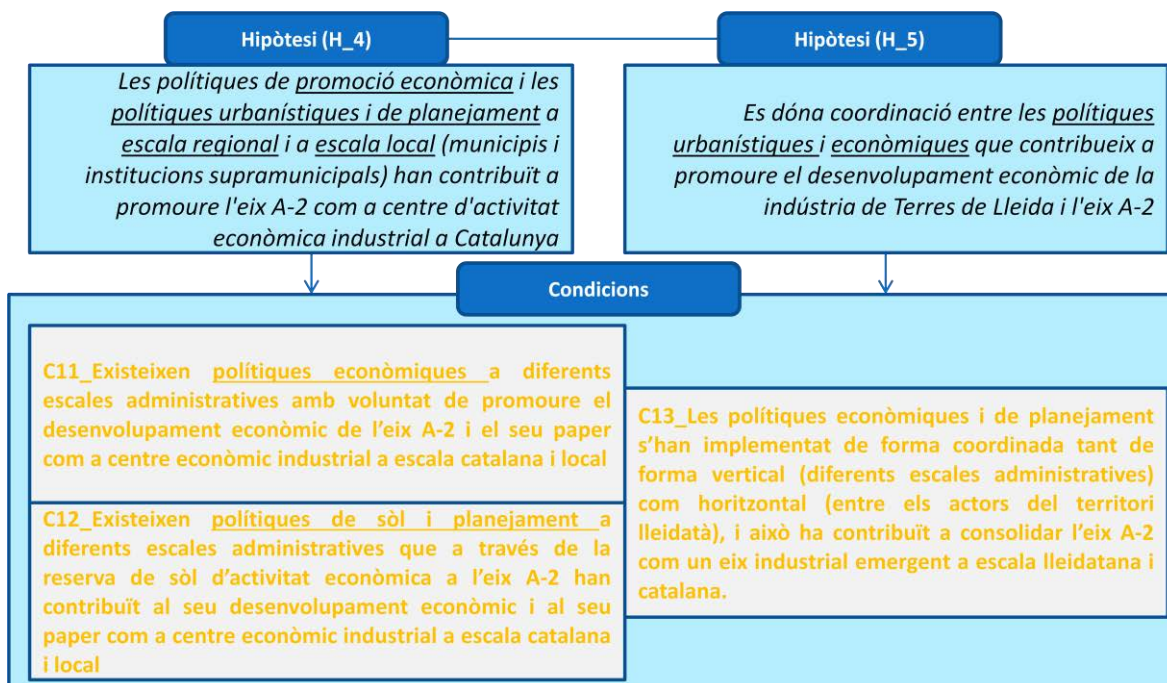 Hipòtesi (H_4)
Les polítiques de promoció econòmica i les
polítiques urbanístiques i de planejament a
escala regional i a escala local (municipis i
institucions supramunicipals) han contribuït a
promoure l'eix A-2 com a centre d'activitat
econòmica industrial a Catalunya
Hipòtesi (H_5)
Es dóna coordinació entre les polítiques
urbanístiques i econòmiques que contribueix a
promoure el desenvolupament econòmic de la
indústria de Terres de Lleida i l'eix A-2
Condicions
C11_Existeixen polítiques econòmiques a diferents
escales administratives amb voluntat de promoure el
desenvolupament econòmic de l’eix A-2 i el seu paper
com a centre econòmic industrial a escala catalana i local
C12_Existeixen polítiques de sòl i planejament a
diferents escales administratives que a través de la
reserva de sòl d’activitat econòmica a l’eix A-2 han
contribuït al seu desenvolupament econòmic i al seu
paper com a centre econòmic industrial a escala catalana
i local
C13_Les polítiques econòmiques i de planejament
s’han implementat de forma coordinada tant de
forma vertical (diferents escales administratives)
com horitzontal (entre els actors del territori
lleidatà), i això ha contribuït a consolidar l’eix A-2
com un eix industrial emergent a escala lleidatana i
catalana.